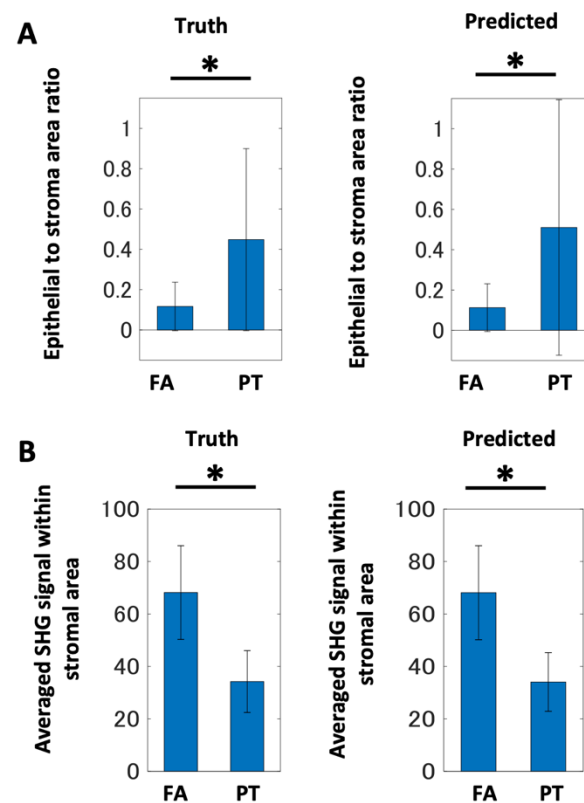 A
Truth
Predicted
*
*
Epithelial to stroma area ratio
1
0.8
0.6
0.4
0.2
0
FA
PT
Epithelial to stroma area ratio
1
0.8
0.6
0.4
0.2
0
FA
PT
B
Truth
Predicted
*
*
Averaged SHG signal within
stromal area
100
80
60
40
20
0
FA
PT
Averaged SHG signal within
stromal area
100
80
60
40
20
0
FA
PT